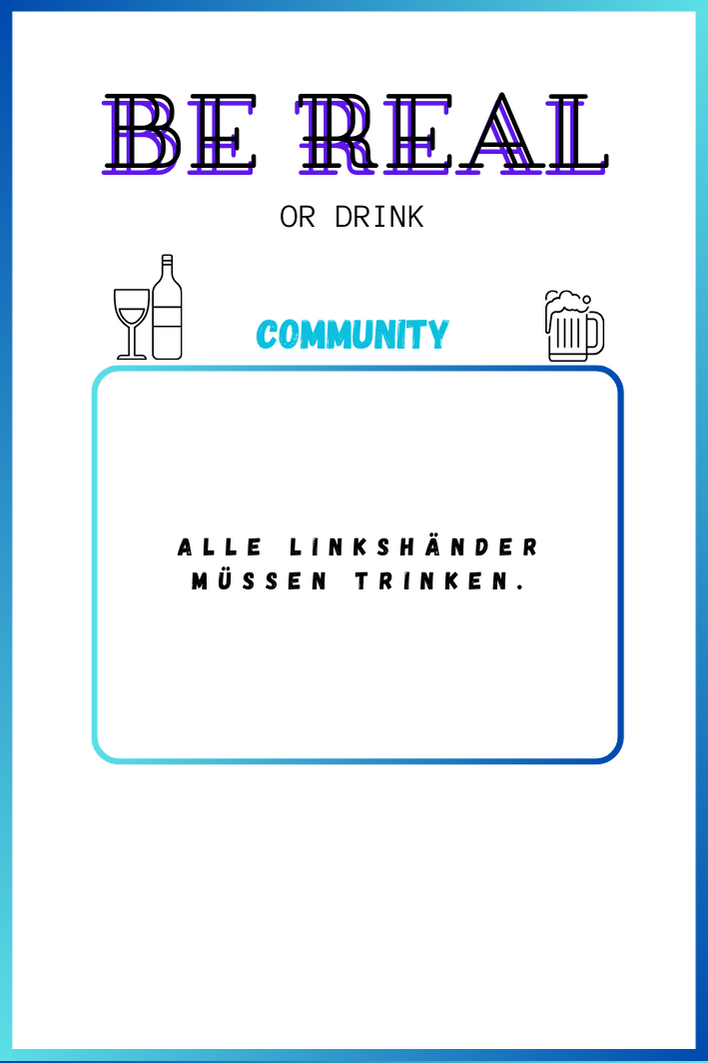 BE REAL
OR DRINK
COMMUNITY
ALLE LINKSHÄNDER
MÜSSEN TRINKEN.